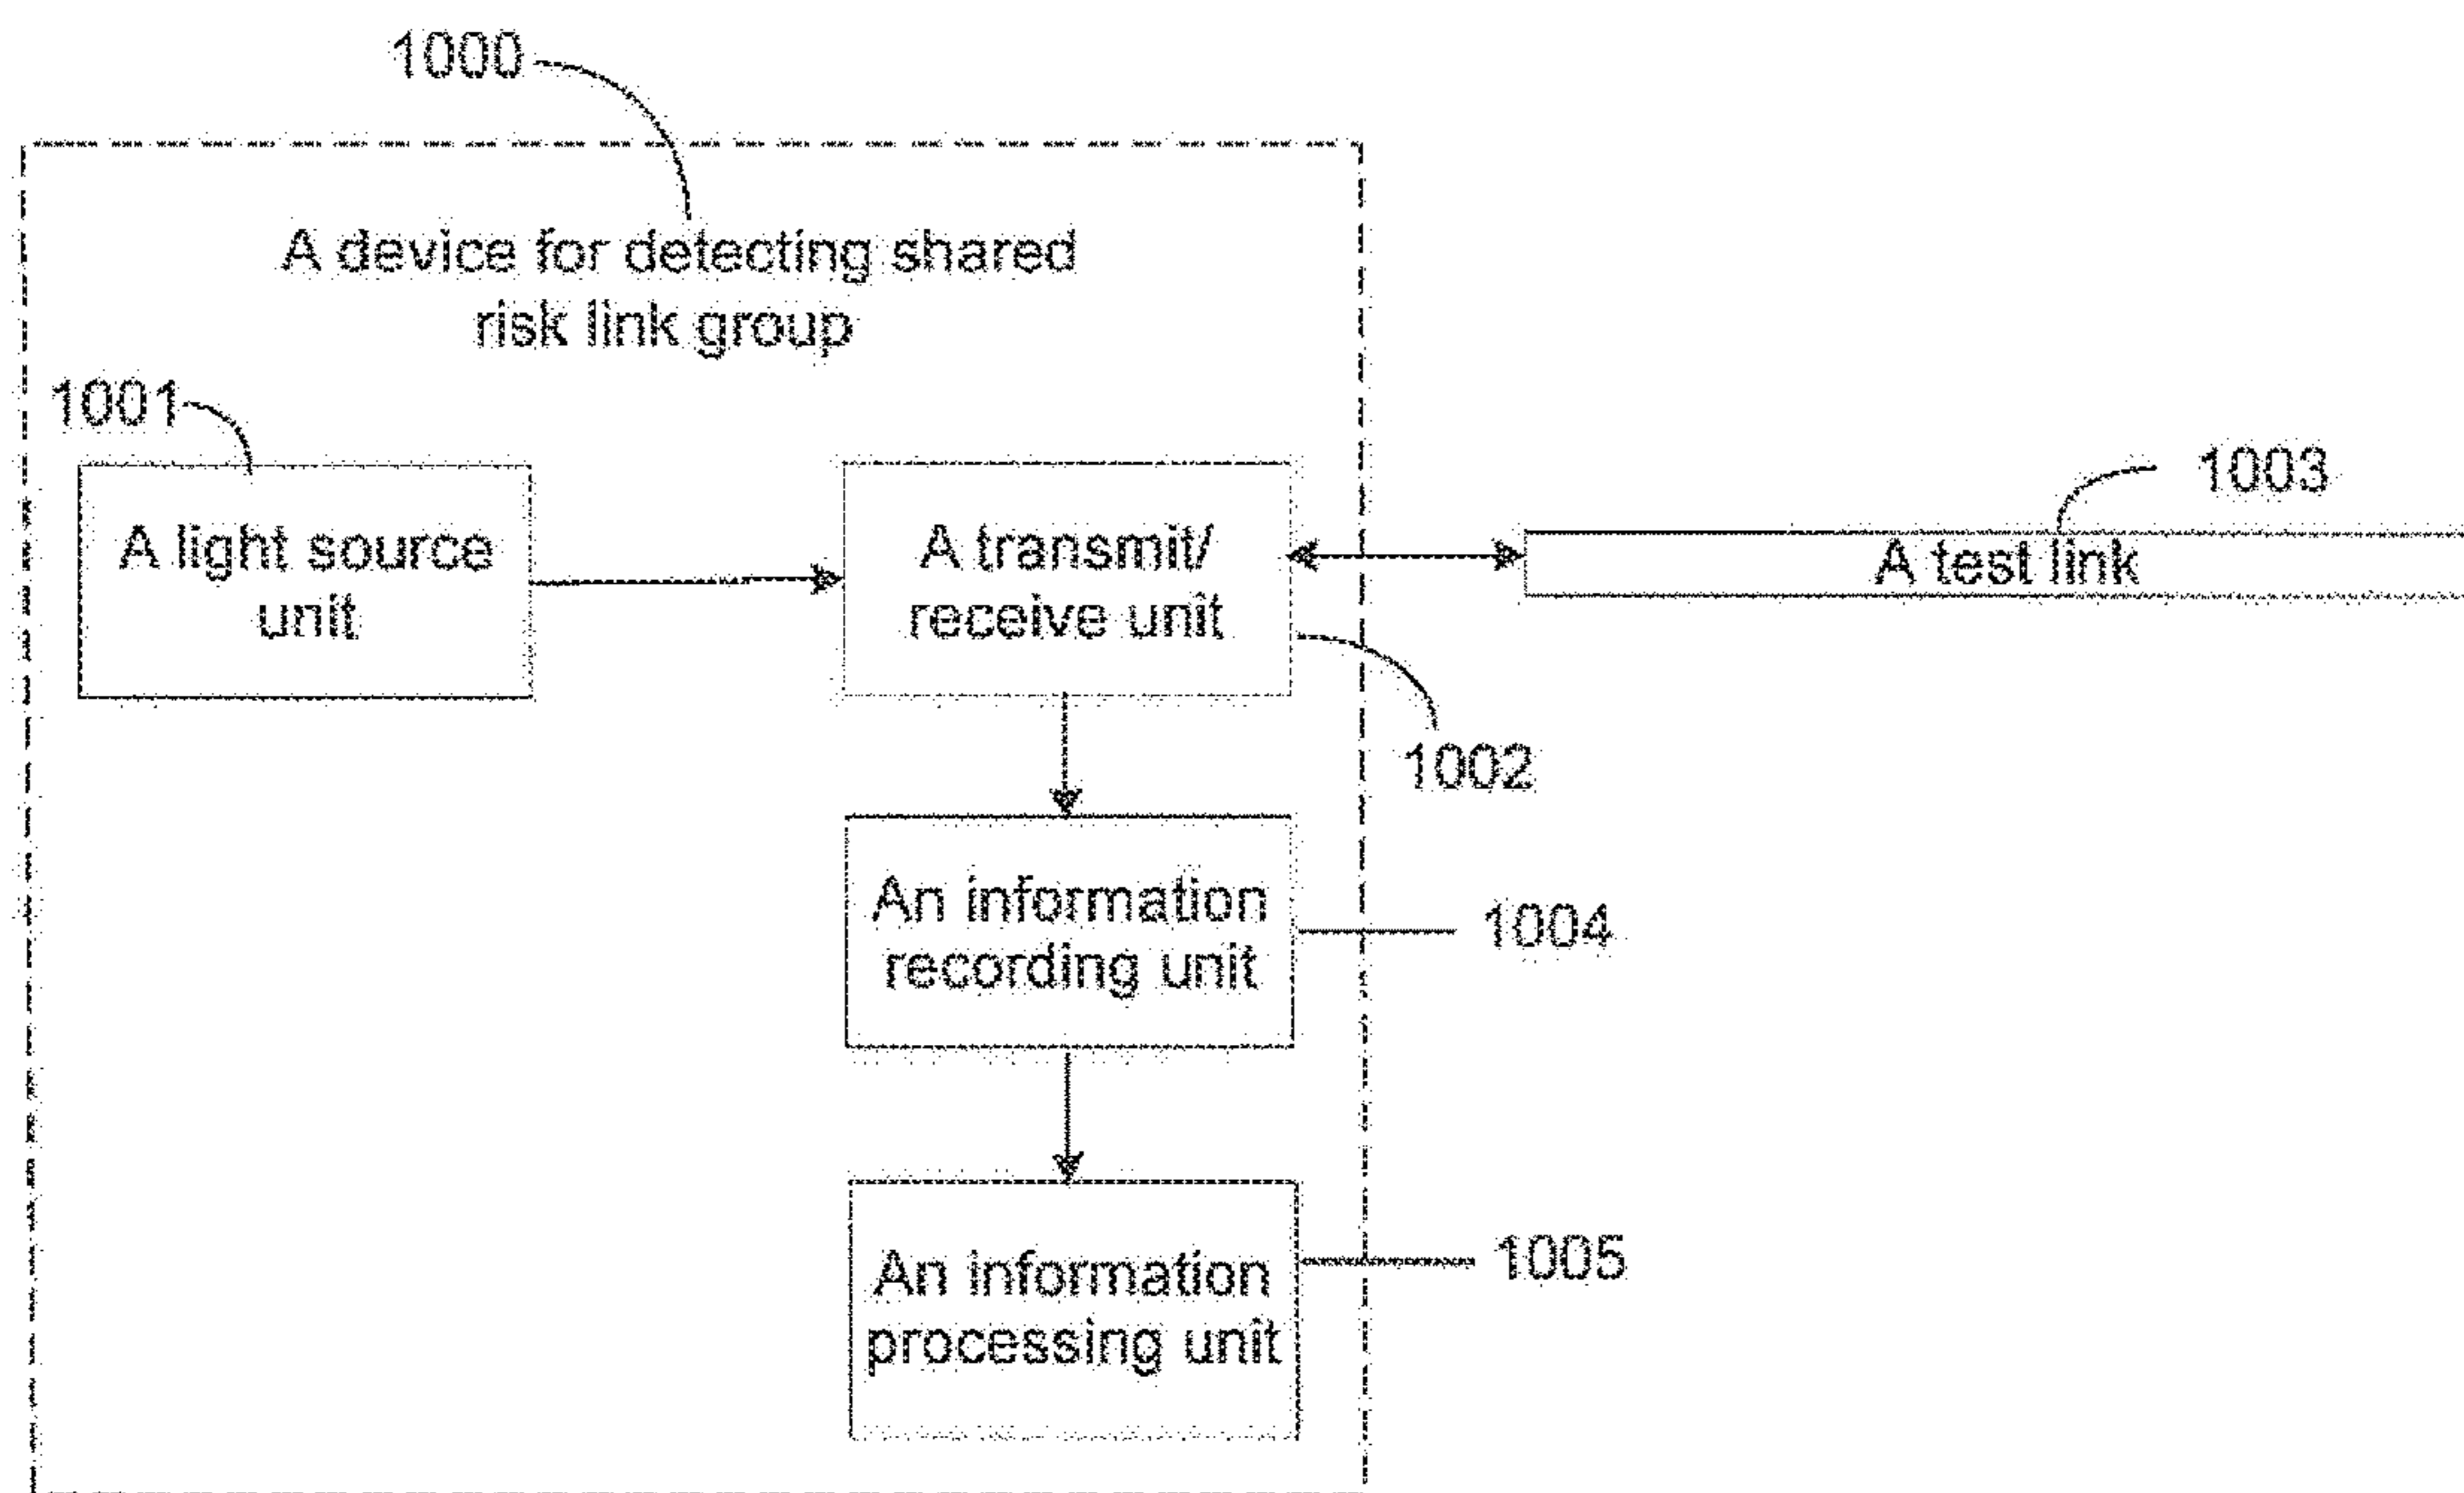 1000
A device for detecting shared
risk link group
1001
A light source
unit
A transmit/
receive unit
1003
A test link
1002
An information
recording unit
1004
An information
processing unit
1005